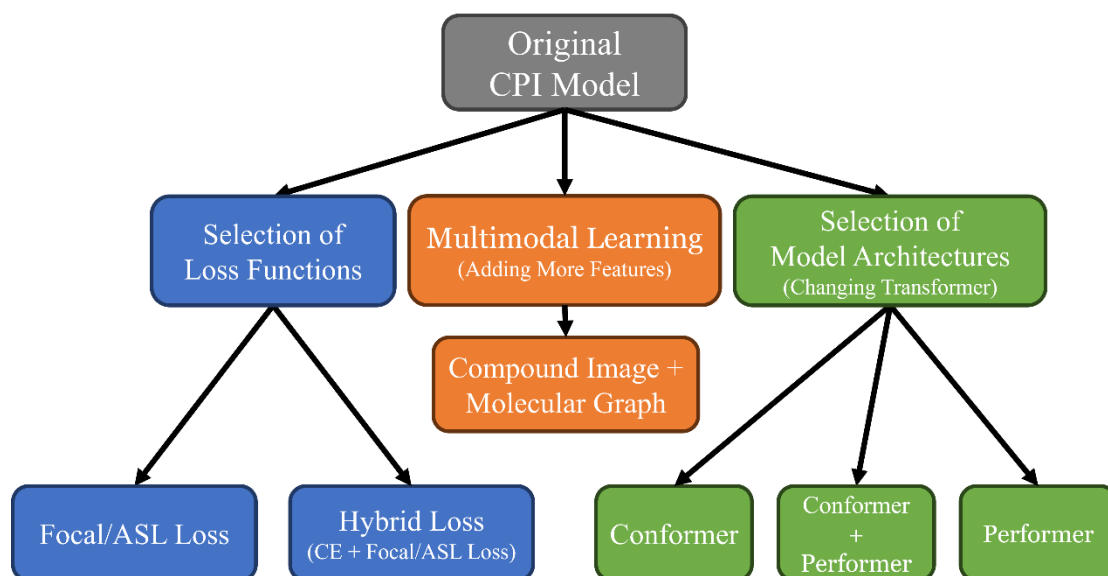 Original
CPI Model
Selection of
Loss Functions
Multimodal Learning
(Adding More Features)
Selection of
Model Architectures
(Changing Transformer)
Compound Image +
Molecular Graph
Focal/ASL Loss
Hybrid Loss
(CE + Focal/ASL Loss)
Conformer
Conformer
+
Performer
Performer